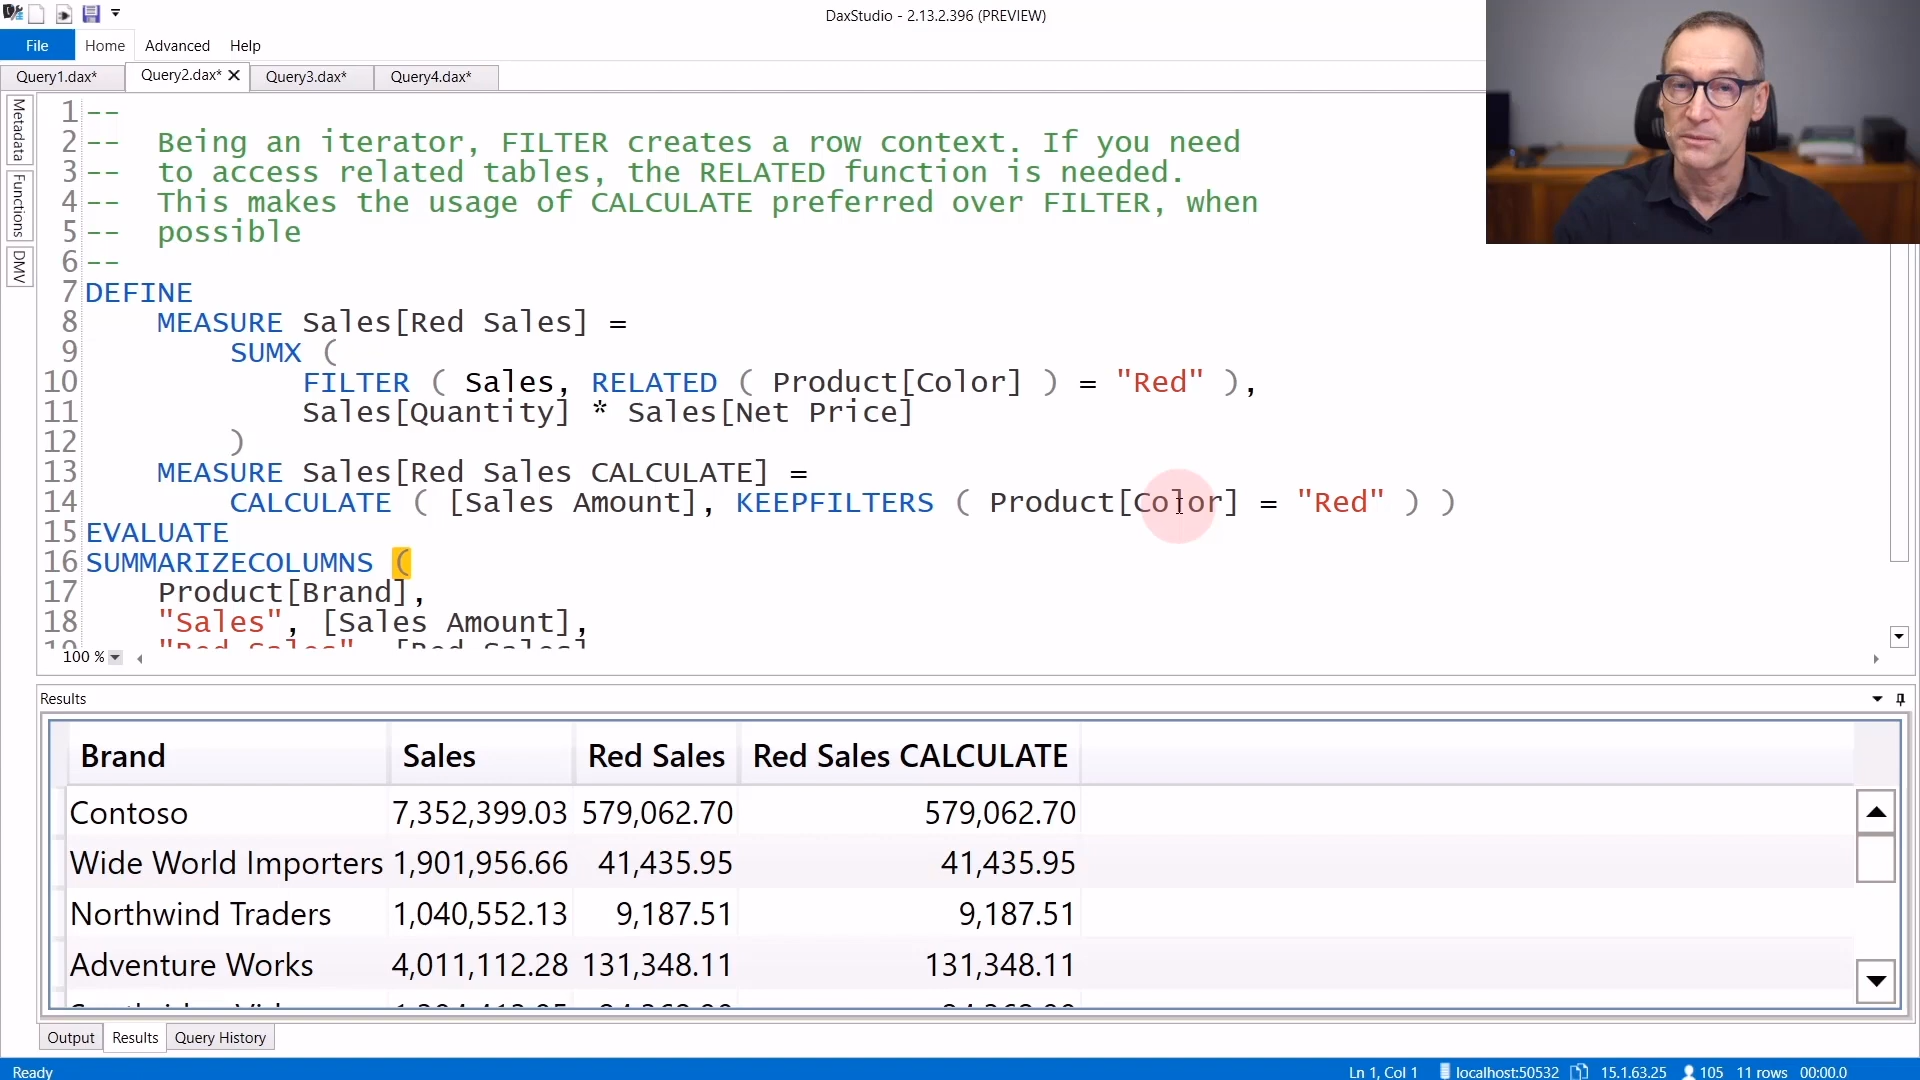 DaxStudio - 2.13.2.396 (PREVIEW)
File Home Advanced Help
Query1.dax* Query2.dax* Query3.dax* Query4.dax*
Metadata
Functions
DMV
1 --
2 -- Being an iterator, FILTER creates a row context. If you need
3 -- to access related tables, the RELATED function is needed.
4 -- This makes the usage of CALCULATE preferred over FILTER, when
5 -- possible
6 --
7 DEFINE
8 MEASURE Sales[Red Sales] =
9 SUMX (
10 FILTER ( Sales, RELATED ( Product[Color] ) = "Red" ),
11 Sales[Quantity] * Sales[Net Price]
12 )
13 MEASURE Sales[Red Sales CALCULATE] =
14 CALCULATE ( [Sales Amount], KEEPFILTERS ( Product[Color] = "Red" ) )
15 EVALUATE
16 SUMMARIZECOLUMNS (
17 Product[Brand],
18 "Sales", [Sales Amount],
19 "Red Sales", [Red Sales]
100 %
Results
Brand Sales Red Sales Red Sales CALCULATE
Contoso 7,352,399.03 579,062.70 579,062.70
Wide World Importers 1,901,956.66 41,435.95 41,435.95
Northwind Traders 1,040,552.13 9,187.51 9,187.51
Adventure Works 4,011,112.28 131,348.11 131,348.11
Output Results Query History
Ready Ln 1, Col 1 localhost:50532 15.1.63.25 105 11 rows 00:00.0